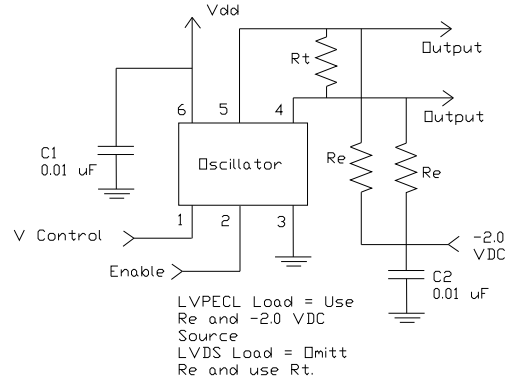 Vdd
Output
Rt
6
5
4
Output
C1
0.01 uF
Oscillator
Re
Re
1
2
3
V Control
-2.0
VDC
Enable
C2
0.01 uF
LVPECL Load = Use
Re and -2.0 VDC
Source
LVDS Load = Omitt
Re and use Rt.